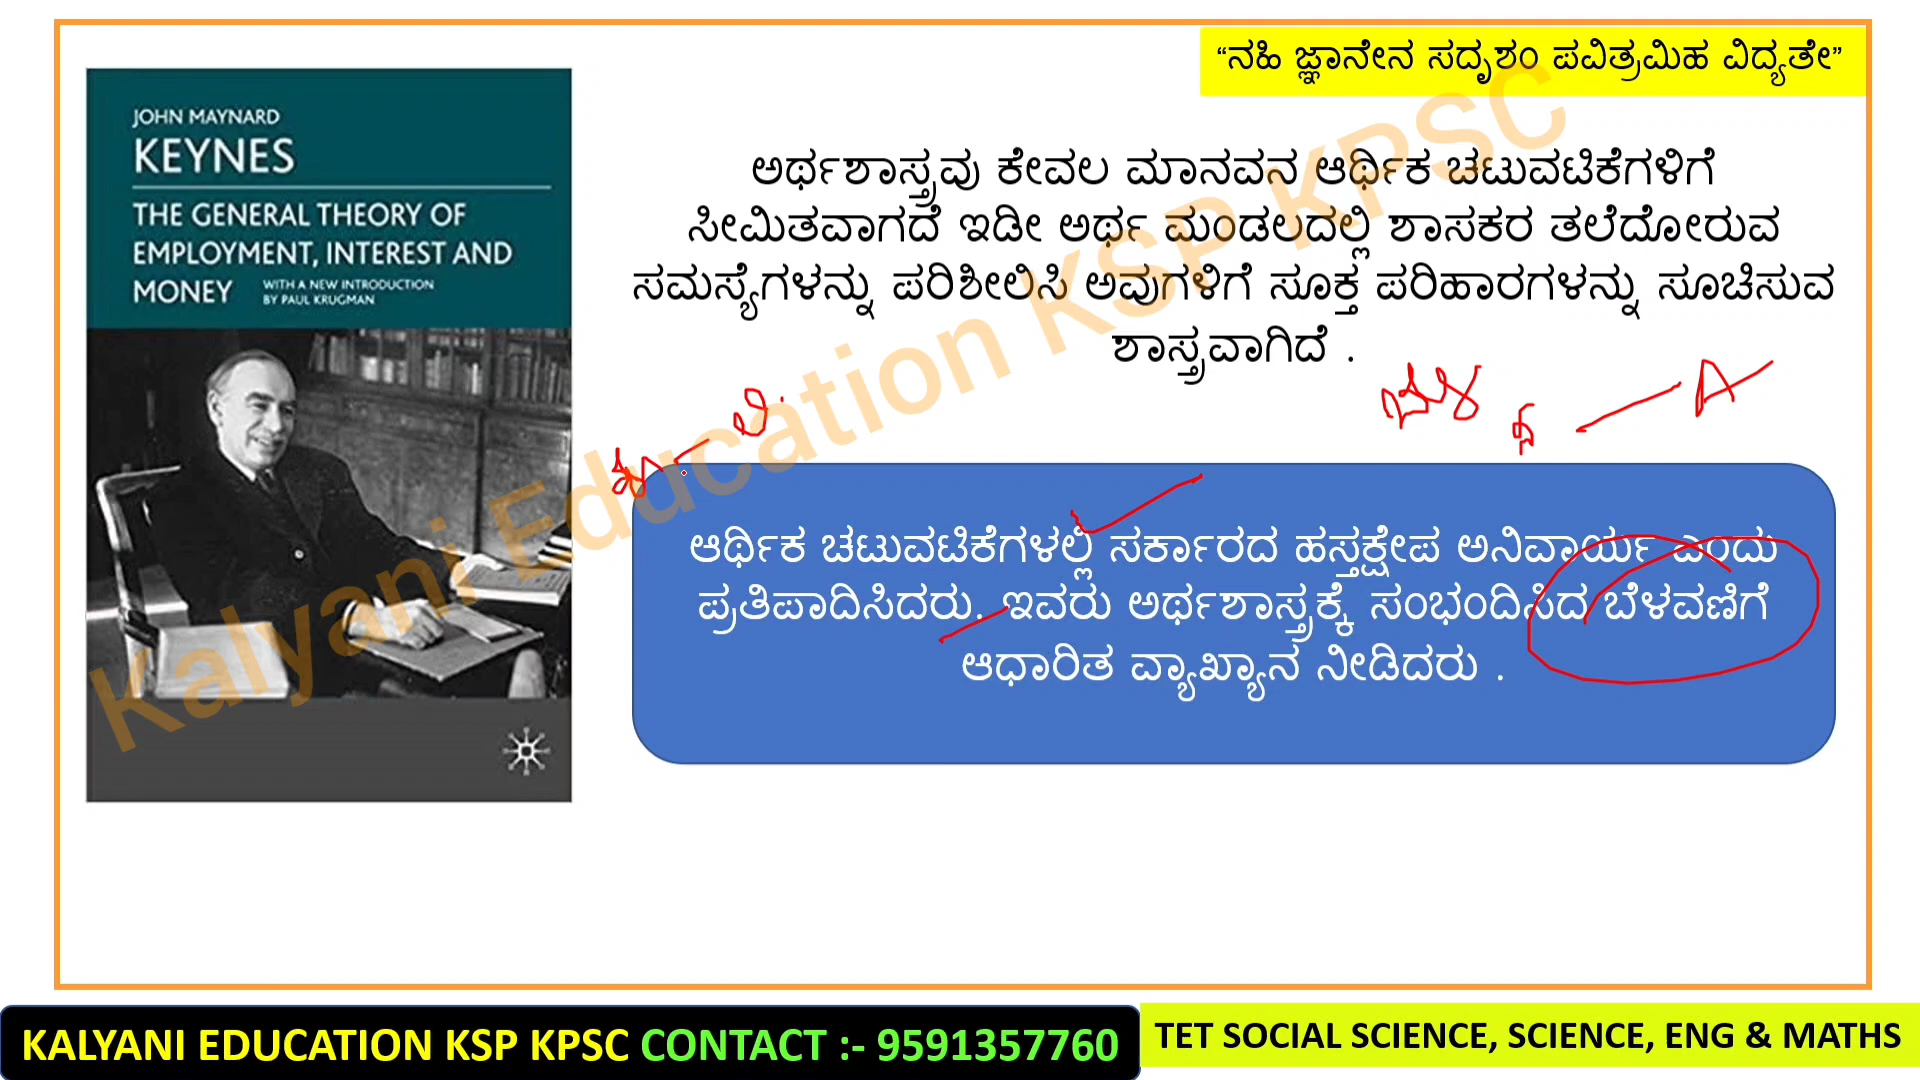 “ನಹಿ ಜ್ಞಾನೇನ ಸದೃಶಂ ಪವಿತ್ರಮಿಹ ವಿದ್ಯತೇ”
JOHN MAYNARD
KEYNES
THE GENERAL THEORY OF
EMPLOYMENT, INTEREST AND
MONEY
WITH A NEW INTRODUCTION
BY PAUL KRUGMAN
ಅರ್ಥಶಾಸ್ತ್ರವು ಕೇವಲ ಮಾನವನ ಆರ್ಥಿಕ ಚಟುವಟಿಕೆಗಳಿಗೆ
ಸೀಮಿತವಾಗದೆ ಇಡೀ ಅರ್ಥ ಮಂಡಲದಲ್ಲಿ ಶಾಸಕರ ತಲೆದೋರುವ
ಸಮಸ್ಯೆಗಳನ್ನು ಪರಿಶೀಲಿಸಿ ಅವುಗಳಿಗೆ ಸೂಕ್ತ ಪರಿಹಾರಗಳನ್ನು ಸೂಚಿಸುವ
ಶಾಸ್ತ್ರವಾಗಿದೆ .
A
ಆರ್ಥಿಕ ಚಟುವಟಿಕೆಗಳಲ್ಲಿ ಸರ್ಕಾರದ ಹಸ್ತಕ್ಷೇಪ ಅನಿವಾರ್ಯ ಎಂದು
ಪ್ರತಿಪಾದಿಸಿದರು. ಇವರು ಅರ್ಥಶಾಸ್ತ್ರಕ್ಕೆ ಸಂಬಂದಿಸಿದ ಬೆಳವಣಿಗೆ
ಆಧಾರಿತ ವ್ಯಾಖ್ಯಾನ ನೀಡಿದರು .
Kalyani Education KSP KPSC
KALYANI EDUCATION KSP KPSC CONTACT :- 9591357760
TET SOCIAL SCIENCE, SCIENCE, ENG & MATHS